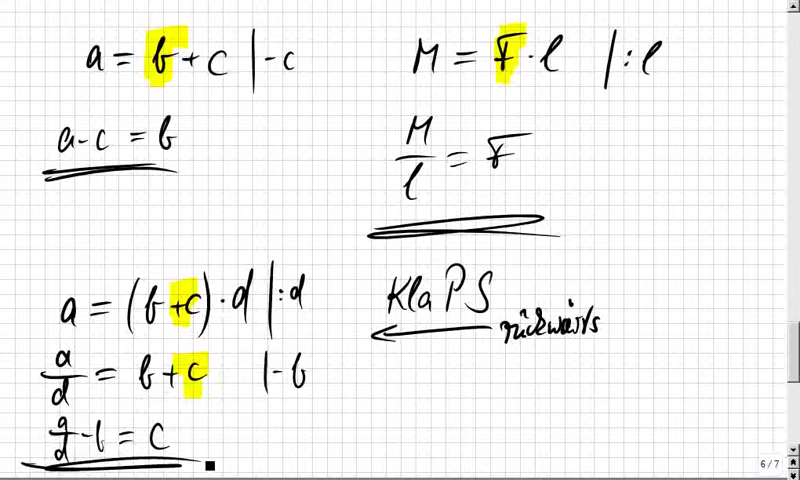 a = b + c | - c
a - c = b
M = F · l | : l
M/l = F
a = (b + c) · d | : d
a/d = b + c | - b
a/d - b = c
KlaPS
rückwärts
6/7